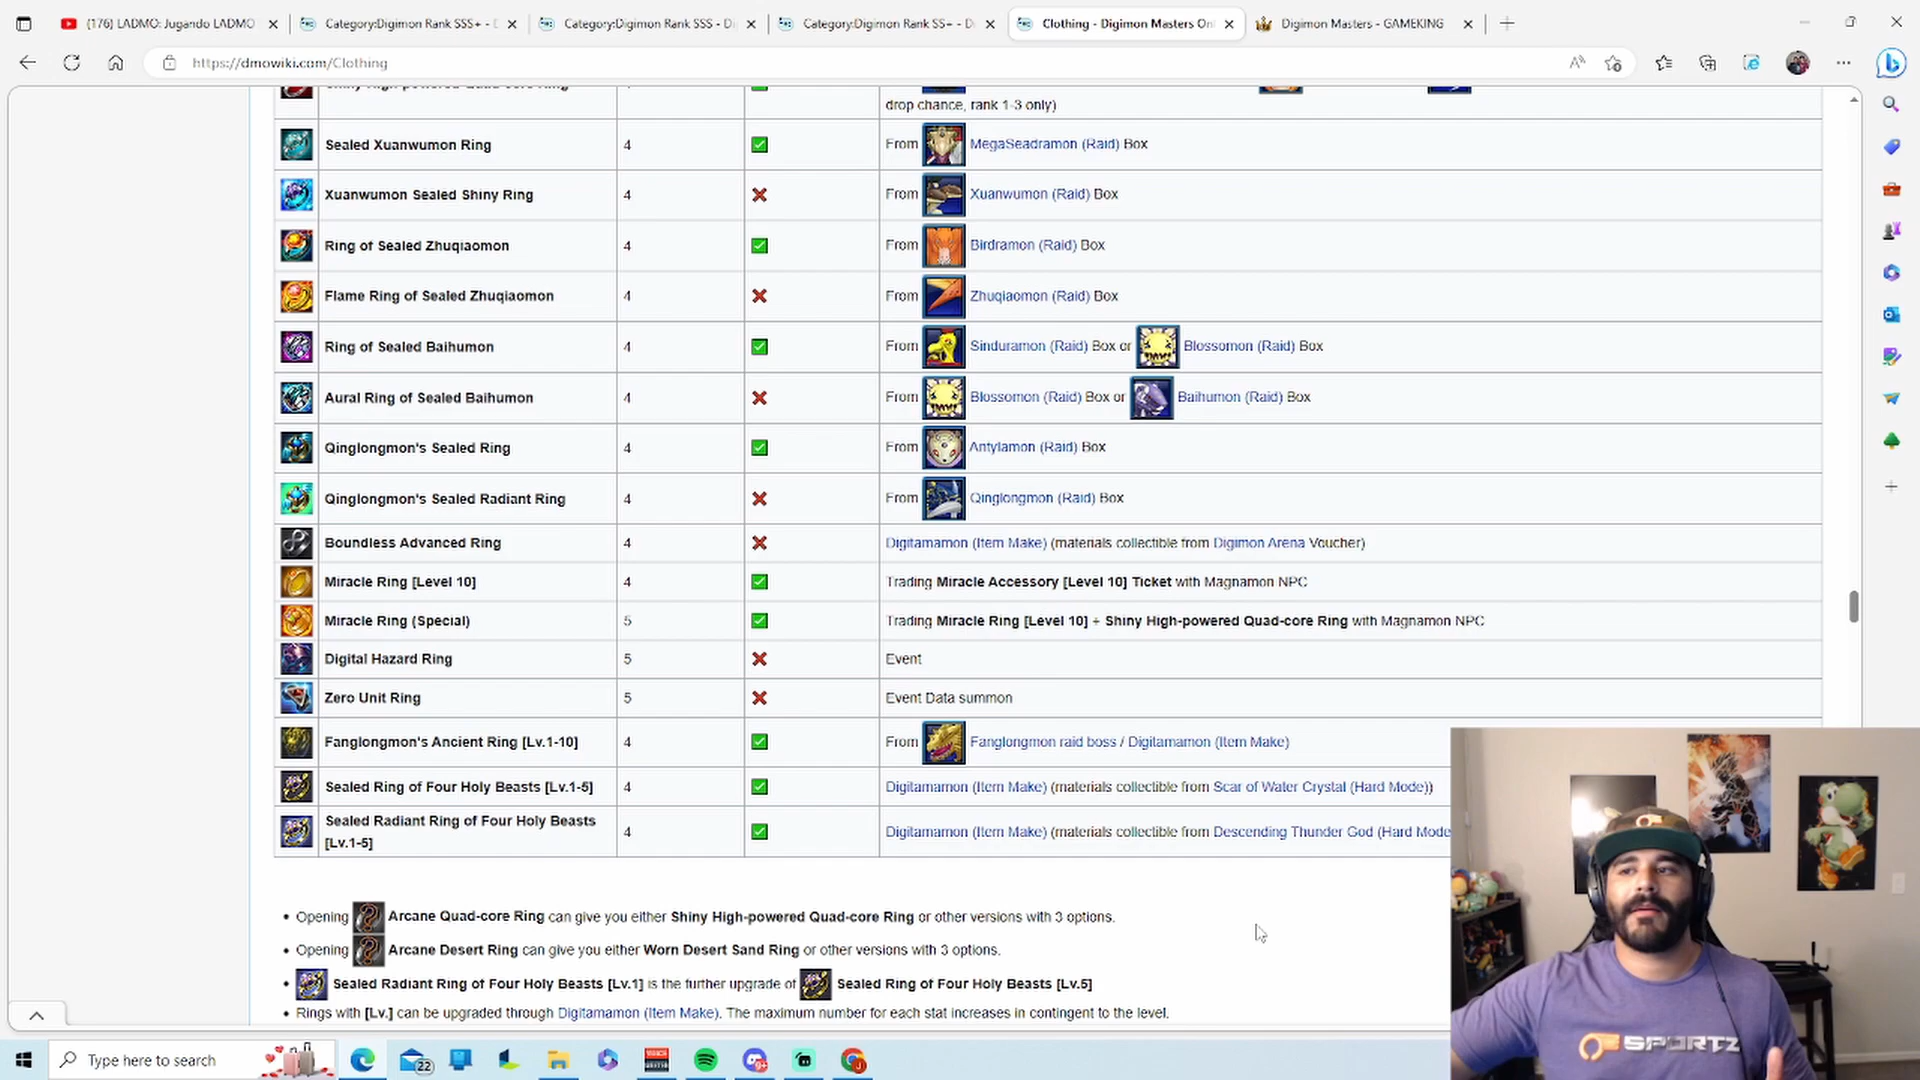 (176) LADMO: Jugando LADMO
Category:Digimon Rank SSS+ - D
Category:Digimon Rank SSS - Di
Category:Digimon Rank SS+ - D
Clothing - Digimon Masters On
Digimon Masters - GAMEKING
https://dmowiki.com/Clothing
drop chance, rank 1-3 only)
Sealed Xuanwumon Ring 4 From MegaSeadramon (Raid) Box
Xuanwumon Sealed Shiny Ring 4 From Xuanwumon (Raid) Box
Ring of Sealed Zhuqiaomon 4 From Birdramon (Raid) Box
Flame Ring of Sealed Zhuqiaomon 4 From Zhuqiaomon (Raid) Box
Ring of Sealed Baihumon 4 From Sinduramon (Raid) Box or Blossomon (Raid) Box
Aural Ring of Sealed Baihumon 4 From Blossomon (Raid) Box or Baihumon (Raid) Box
Qinglongmon's Sealed Ring 4 From Antylamon (Raid) Box
Qinglongmon's Sealed Radiant Ring 4 From Qinglongmon (Raid) Box
Boundless Advanced Ring 4 Digitamamon (Item Make) (materials collectible from Digimon Arena Voucher)
Miracle Ring [Level 10] 4 Trading Miracle Accessory [Level 10] Ticket with Magnamon NPC
Miracle Ring (Special) 5 Trading Miracle Ring [Level 10] + Shiny High-powered Quad-core Ring with Magnamon NPC
Digital Hazard Ring 5 Event
Zero Unit Ring 5 Event Data summon
Fanglongmon's Ancient Ring [Lv.1-10] 4 From Fanglongmon raid boss / Digitamamon (Item Make)
Sealed Ring of Four Holy Beasts [Lv.1-5] 4 Digitamamon (Item Make) (materials collectible from Scar of Water Crystal (Hard Mode))
Sealed Radiant Ring of Four Holy Beasts
[Lv.1-5] 4 Digitamamon (Item Make) (materials collectible from Descending Thunder God (Hard Mode
• Opening Arcane Quad-core Ring can give you either Shiny High-powered Quad-core Ring or other versions with 3 options.
• Opening Arcane Desert Ring can give you either Worn Desert Sand Ring or other versions with 3 options.
• Sealed Radiant Ring of Four Holy Beasts [Lv.1] is the further upgrade of Sealed Ring of Four Holy Beasts [Lv.5]
• Rings with [Lv.] can be upgraded through Digitamamon (Item Make). The maximum number for each stat increases in contingent to the level.
SPORTZ
Type here to search
22